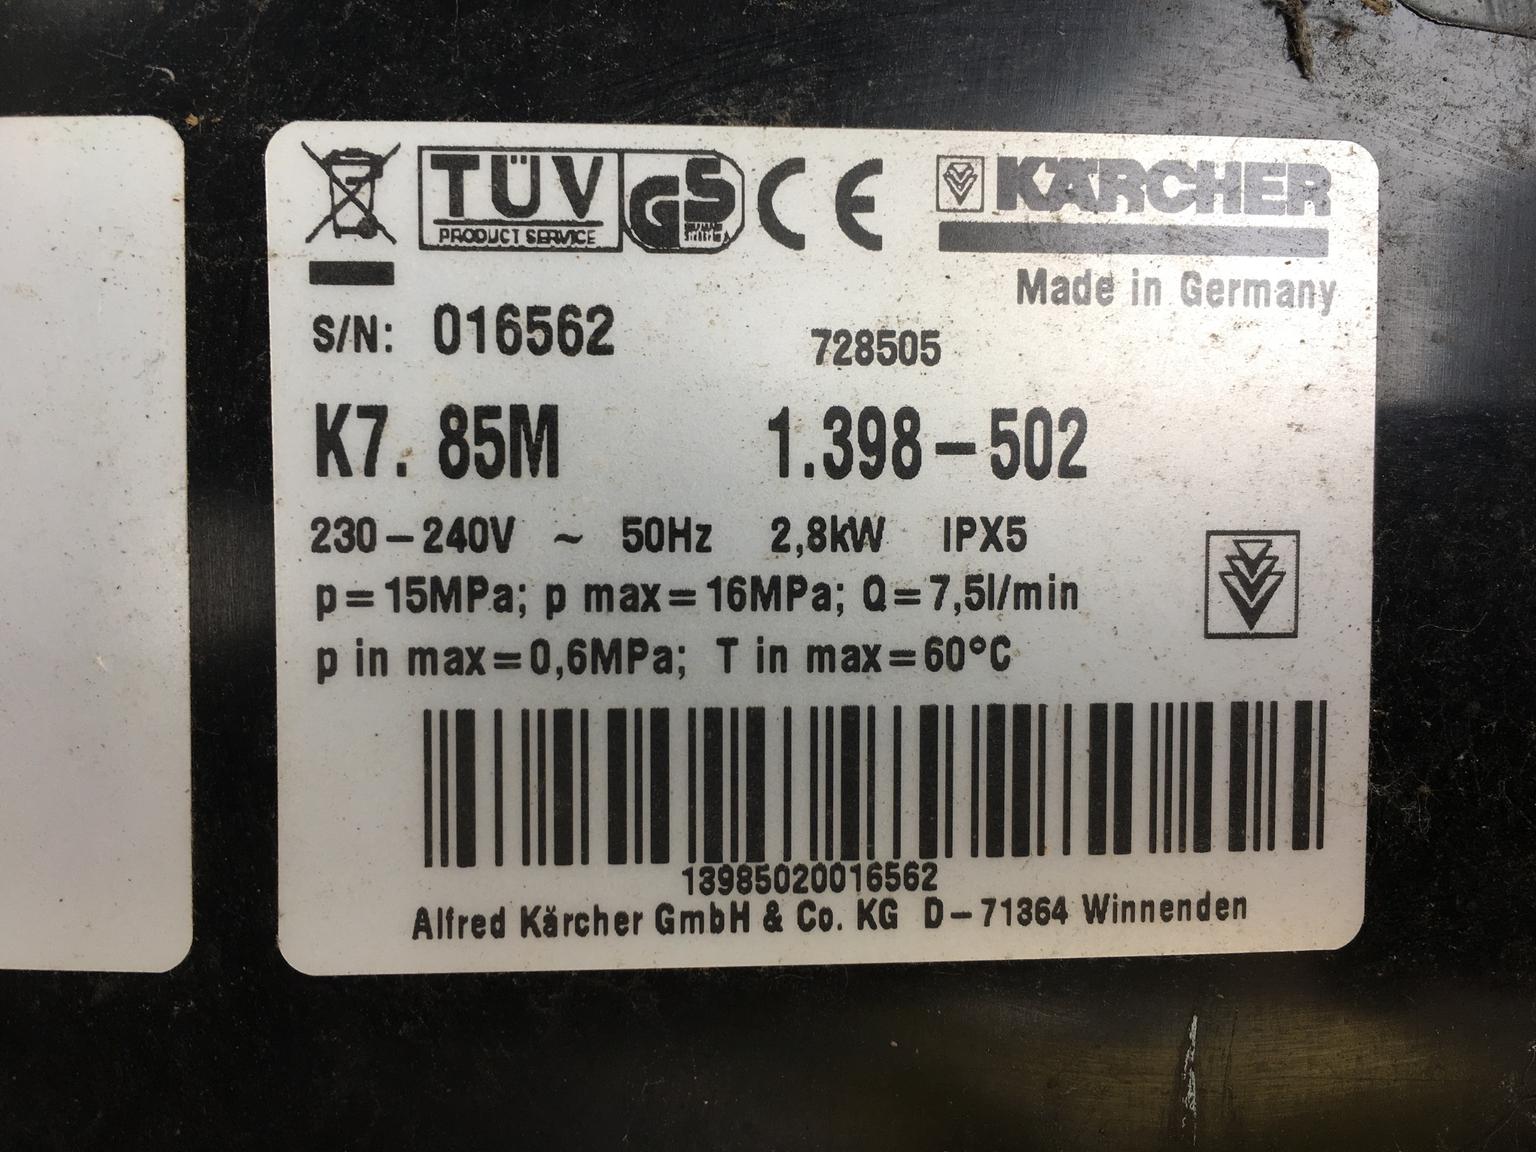 TÜV GS CE KÄRCHER
PRODUCT SERVICE
Made in Germany
S/N: 016562 728505
K7. 85M 1.398-502
230-240V ~ 50Hz 2,8kW IPX5
p=15MPa; p max=16MPa; Q=7,5l/min
p in max=0,6MPa; T in max=60°C
13985020016562
Alfred Kärcher GmbH & Co. KG D-71364 Winnenden